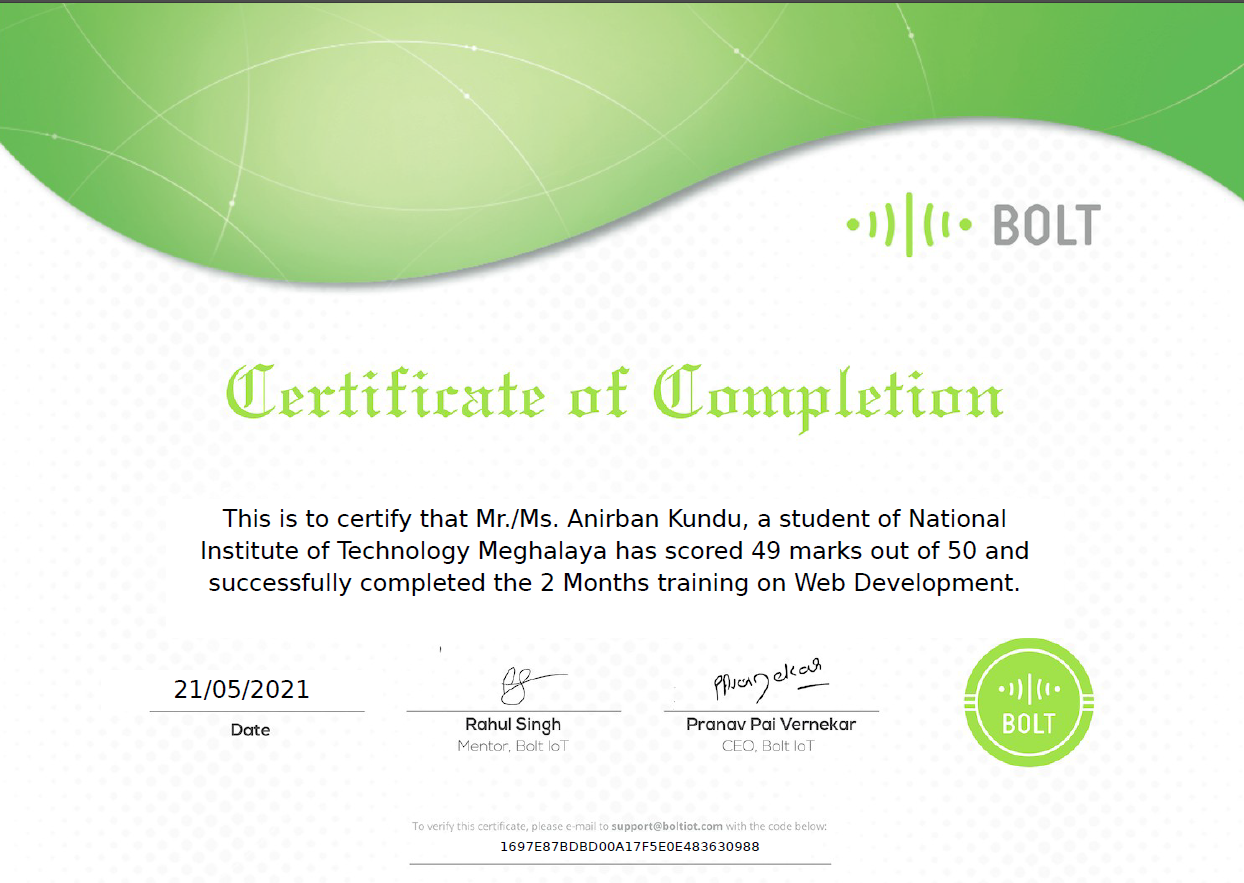 BOLT
Certificate of Completion
This is to certify that Mr./Ms. Anirban Kundu, a student of National
Institute of Technology Meghalaya has scored 49 marks out of 50 and
successfully completed the 2 Months training on Web Development.
21/05/2021
Date
Rahul Singh
Mentor, Bolt IoT
Pranav Pai Vernekar
CEO, Bolt IoT
BOLT
To verify this certificate, please e-mail to support@boltiot.com with the code below:
1697E87BDBD00A17F5E0E483630988